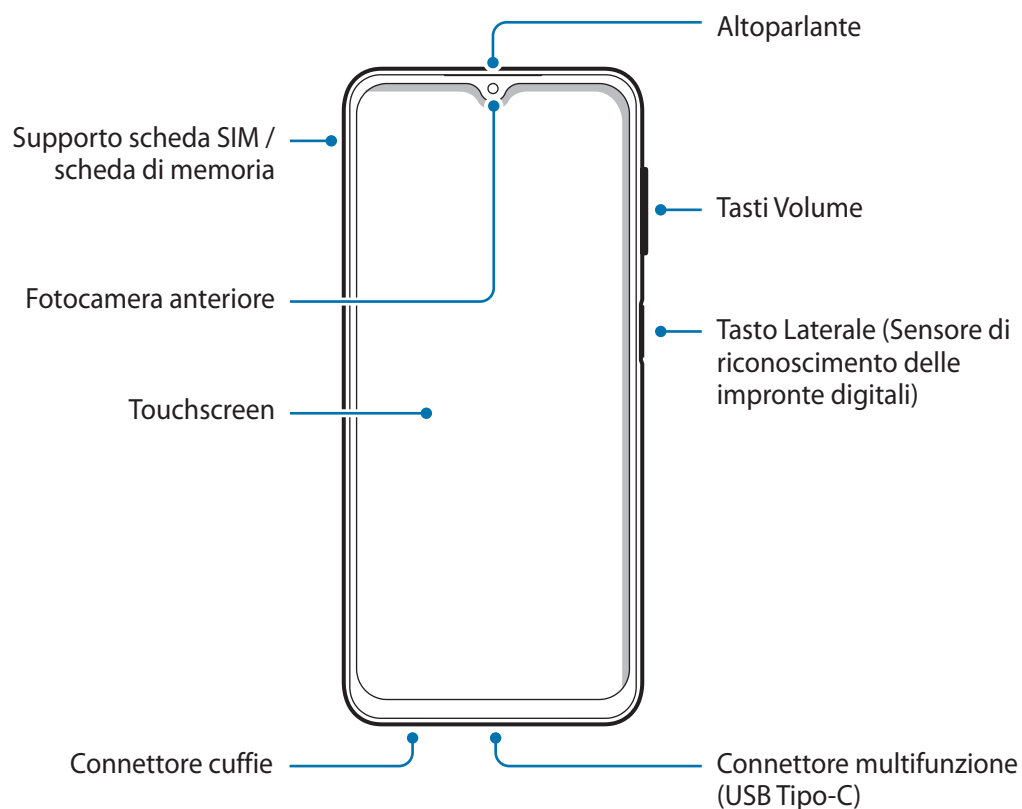 Altoparlante
Supporto scheda SIM /
scheda di memoria
Tasti Volume
Fotocamera anteriore
Tasto Laterale (Sensore di
riconoscimento delle
impronte digitali)
Touchscreen
Connettore cuffie
Connettore multifunzione
(USB Tipo-C)